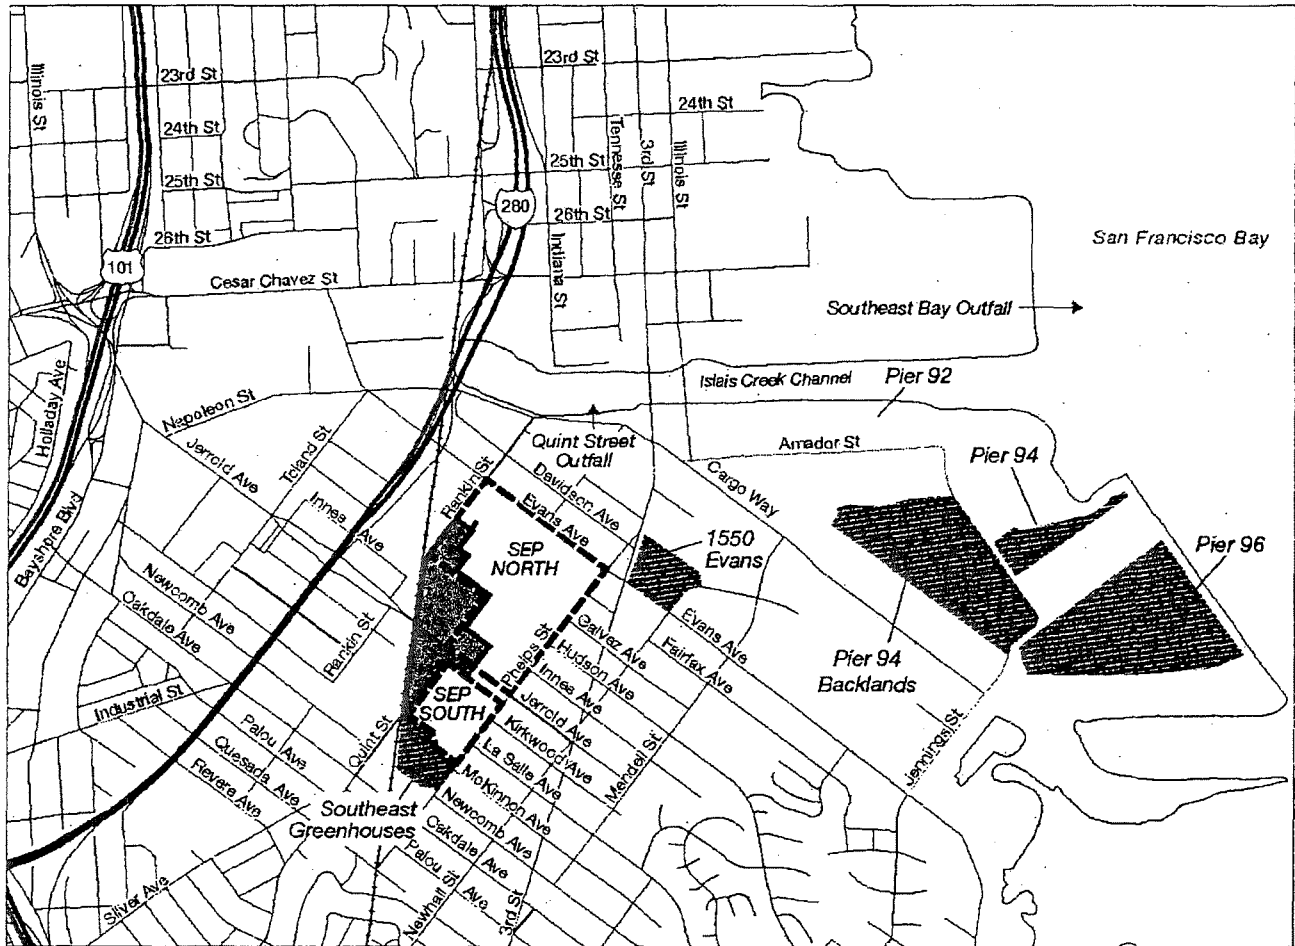 Illinois St
23rd St
23rd St
24th St
24th St
Tennesse St
3rd St
Illinois St
25th St
25th St
280
26th St
26th St
Indiana St
San Francisco Bay
101
Cesar Chavez St
Southeast Bay Outfall
Islais Creek Channel
Pier 92
Holladay Ave
Napoleon St
Toland St
Jerrold Ave
Quint Street
Outfall
Amador St
Pier 94
Cargo Way
Davidson Ave
Rankin St
Evans Ave
Innes Ave
Bayshore Blvd
SEP
NORTH
1550
Evans
Pier 96
Newcomb Ave
Oakdale Ave
Rankin St
Phelps St
Galvez Ave
Hudson Ave
Innes Ave
Evans Ave
Fairfax Ave
Pier 94
Backlands
SEP
SOUTH
Jerrold Ave
Kirkwood Ave
La Salle Ave
Mendel St
Industrial St
Quint St
Palou Ave
Quesada Ave
Revere Ave
McKinnon Ave
Newcomb Ave
Jennings St
Southeast
Greenhouses
Oakdale Ave
Palou Ave
Silver Ave
Newhall St
3rd St